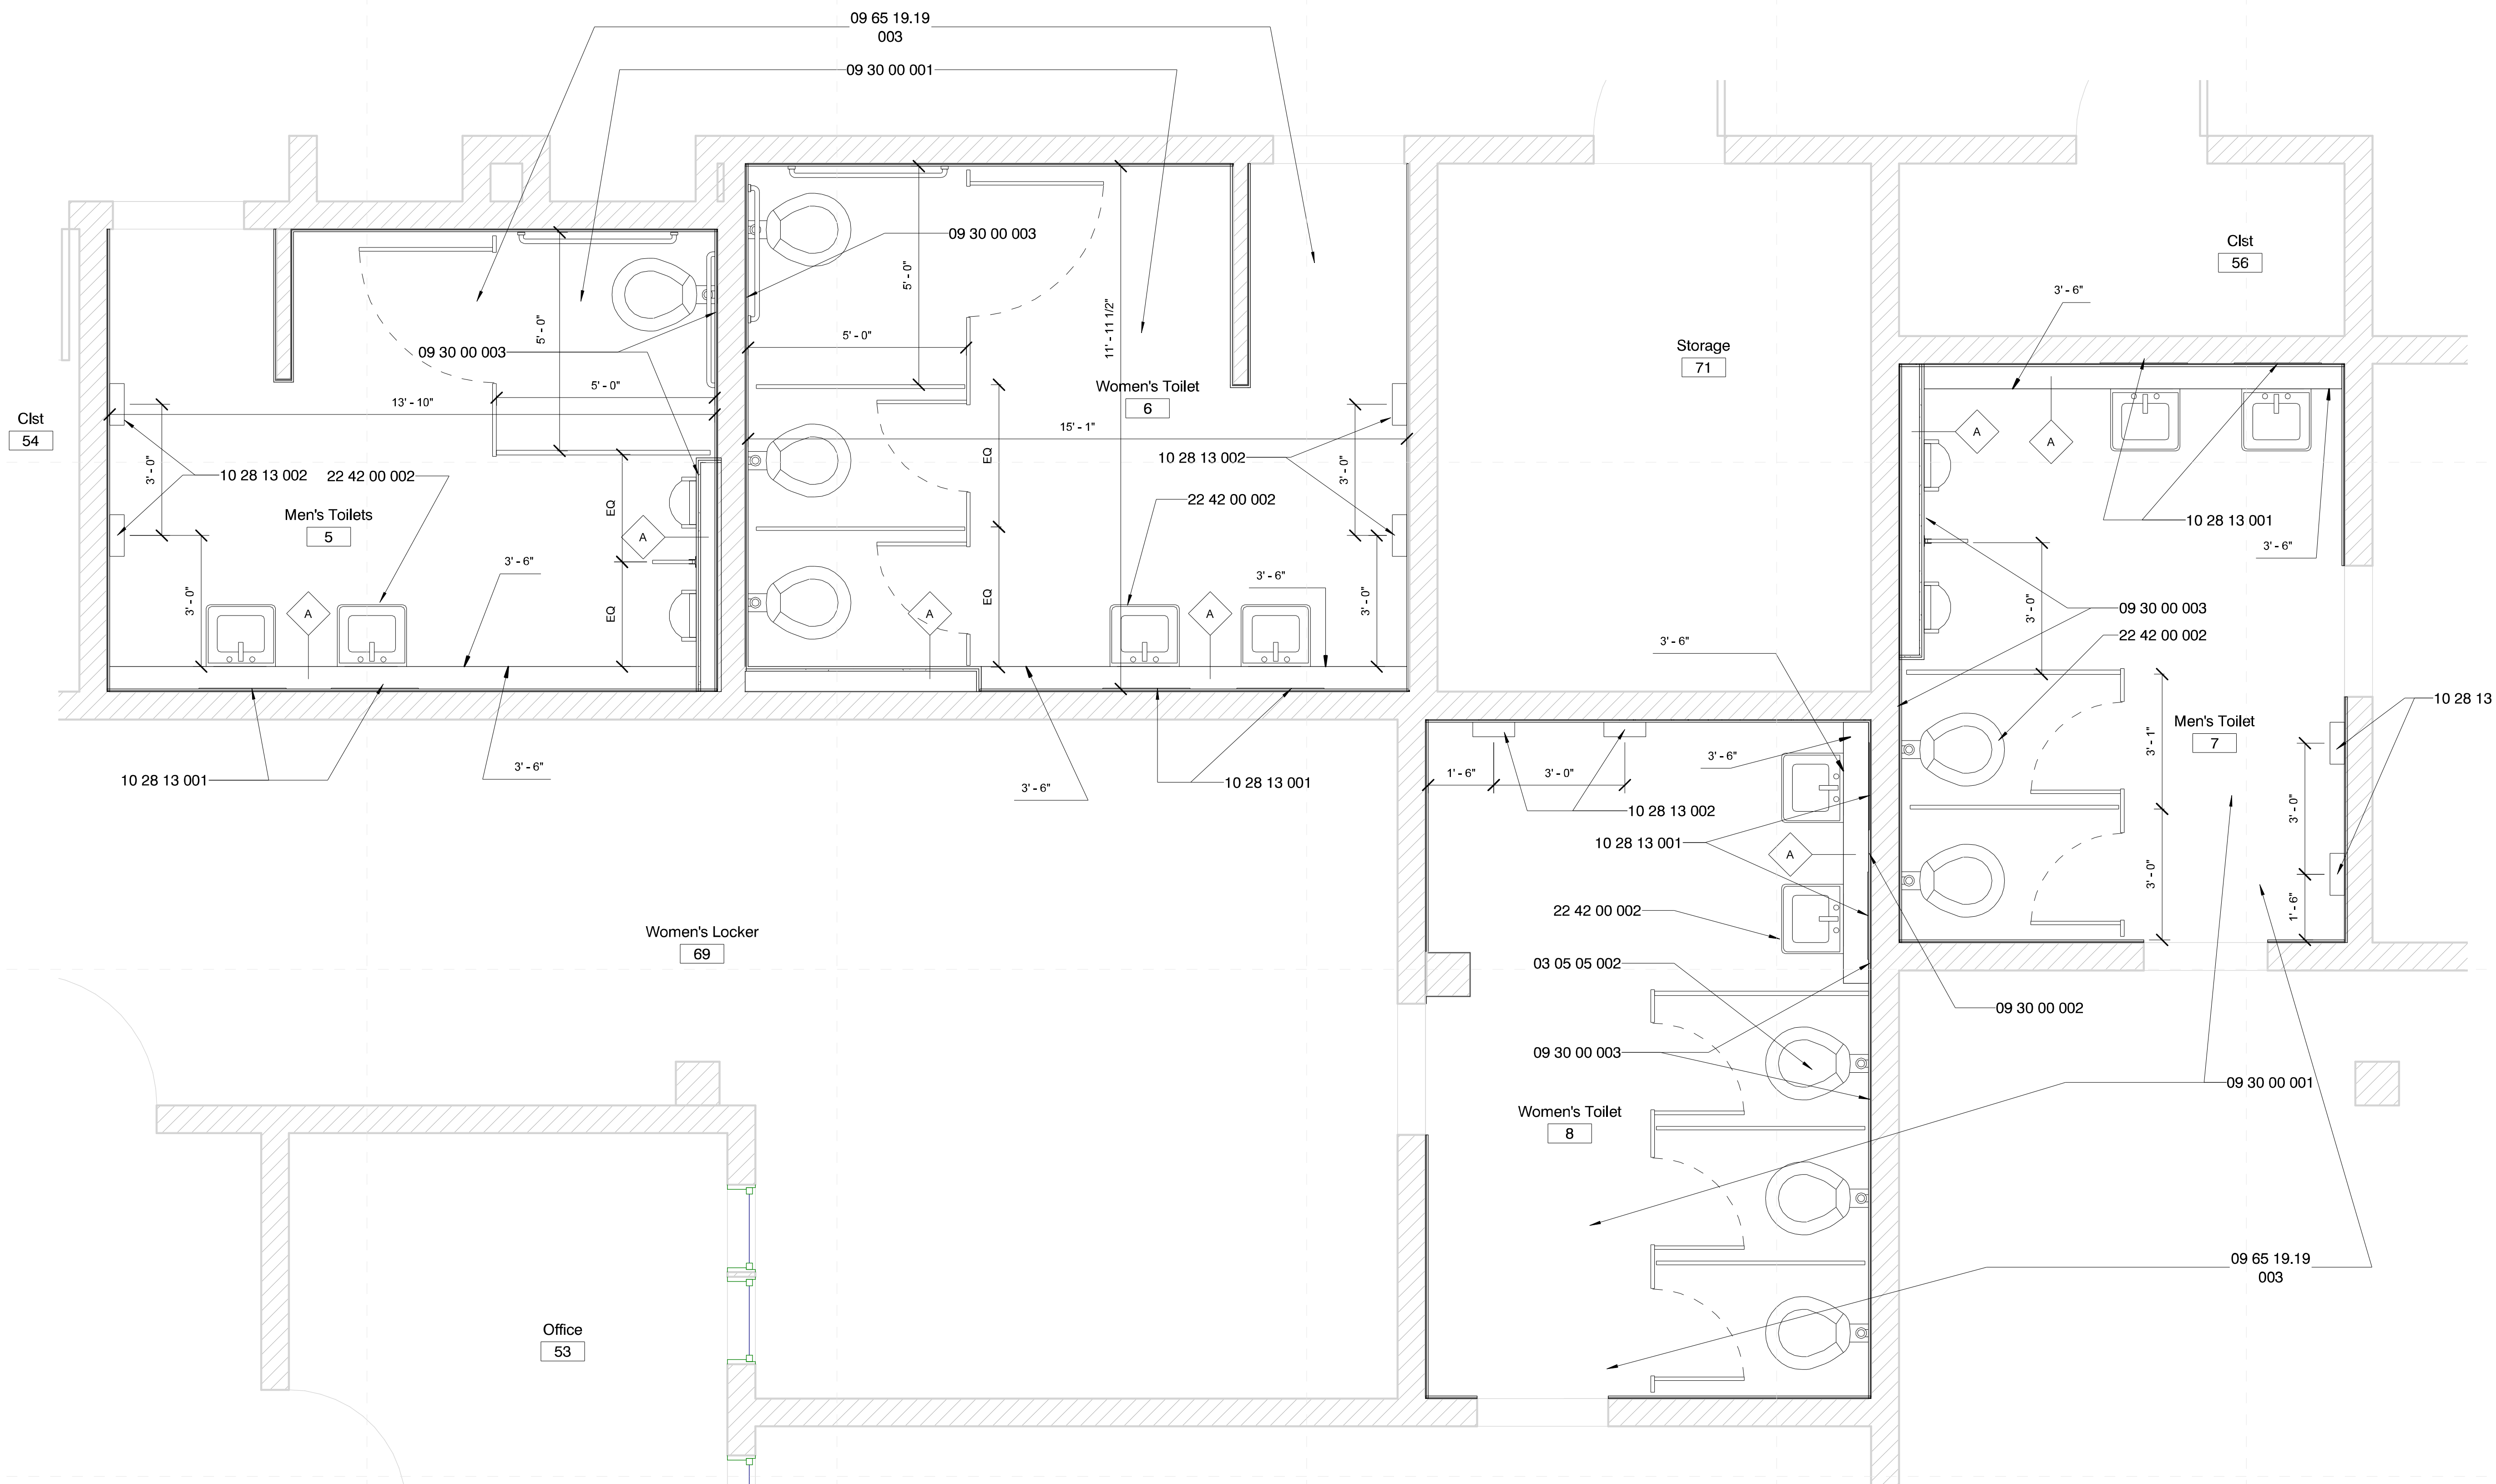 09 65 19.19
003
09 30 00 001
09 30 00 003
5' - 0"
5' - 0"
11' - 11 1/2"
Clst
56
3' - 6"
5' - 0"
09 30 00 003
5' - 0"
Storage
71
Women's Toilet
6
13' - 10"
Clst
54
15' - 1"
A
A
EQ
10 28 13 002
3' - 0"
10 28 13 002
22 42 00 002
3' - 0"
22 42 00 002
Men's Toilets
5
EQ
A
10 28 13 001
3' - 6"
3' - 6"
3' - 6"
3' - 0"
A
EQ
EQ
A
A
3' - 0"
3' - 0"
09 30 00 003
22 42 00 002
3' - 6"
10 28 13
Men's Toilet
7
3' - 1"
3' - 6"
1' - 6"
3' - 0"
3' - 6"
10 28 13 001
3' - 6"
10 28 13 001
10 28 13 002
3' - 0"
10 28 13 001
A
3' - 0"
1' - 6"
22 42 00 002
Women's Locker
69
03 05 05 002
09 30 00 002
09 30 00 003
09 30 00 001
Women's Toilet
8
09 65 19.19
003
Office
53